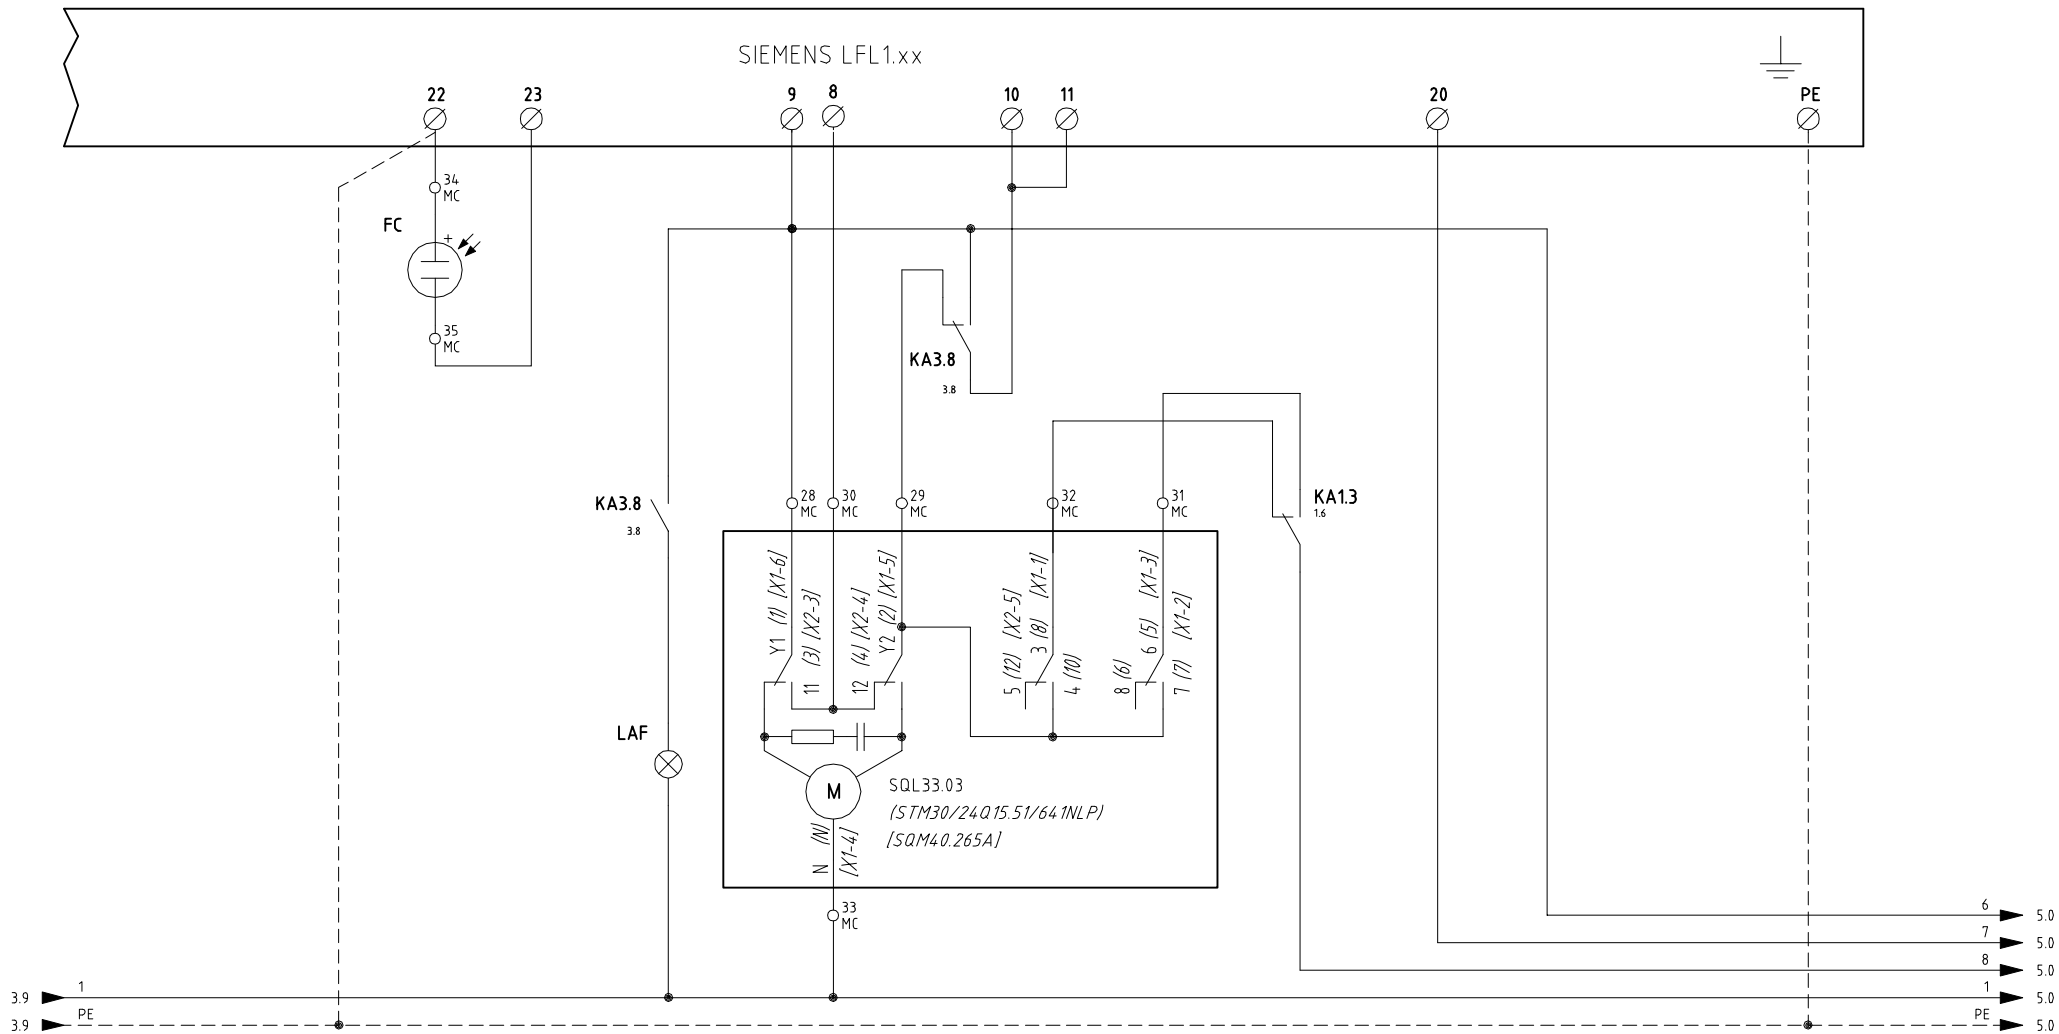 SIEMENS LFL1.xx
22
23
9
8
10
11
20
PE
34
MC
FC
+
35
MC
KA3.8
3.8
KA3.8
3.8
28
MC
30
MC
29
MC
32
MC
31
MC
KA1.3
1.6
Y1 (1) [X1-6]
11 (3) [X2-3]
12 (4) [X2-4]
Y2 (2) [X1-5]
5 (12) [X2-5]
3 (8) [X1-1]
4 (10)
8 (6)
6 (5) [X1-3]
7 (7) [X1-2]
LAF
M
SQL33.03
(STM30/24Q15.51/641NLP)
[SQM40.265A]
N (N)
[X1-4]
33
MC
6
5.0
7
5.0
8
5.0
3.9
1
1
5.0
3.9
PE
PE
5.0